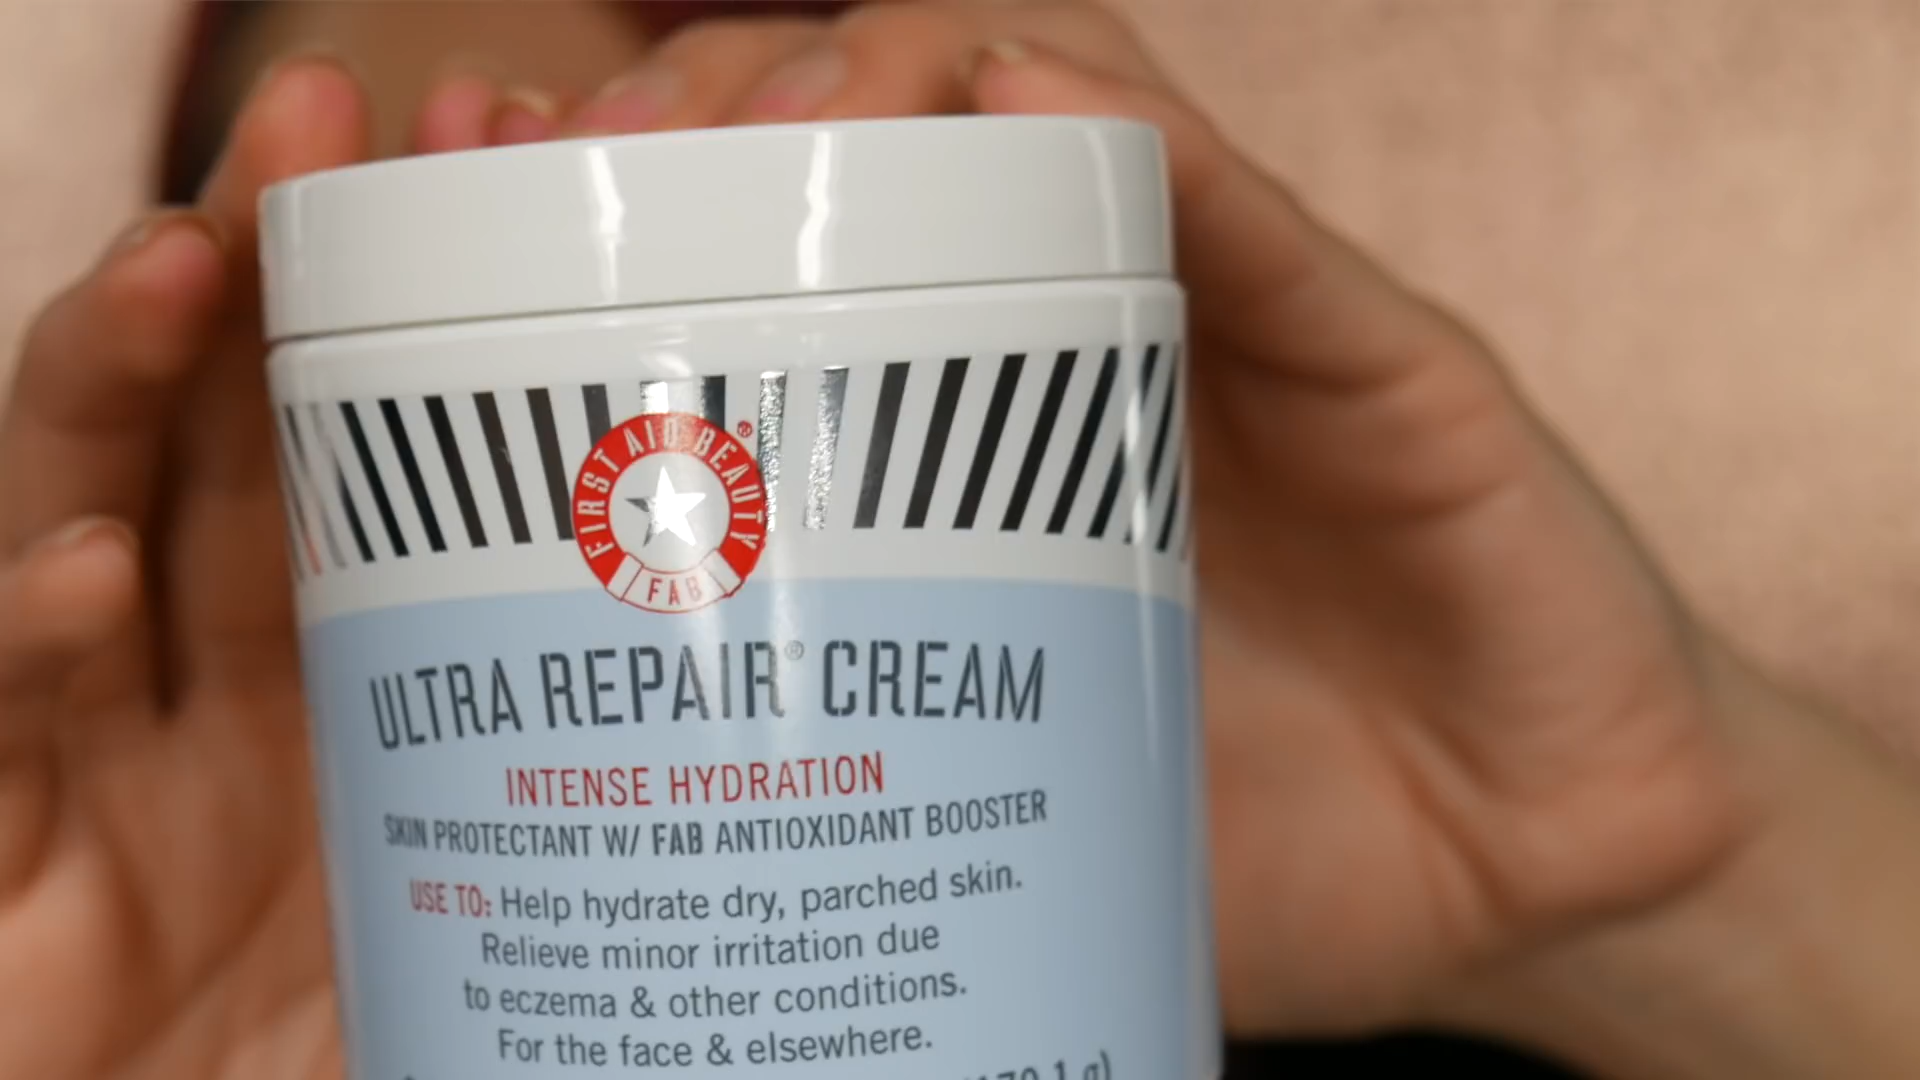 FIRST AID BEAUTY®
FAB
ULTRA REPAIR® CREAM
INTENSE HYDRATION
SKIN PROTECTANT W/ FAB ANTIOXIDANT BOOSTER
USE TO: Help hydrate dry, parched skin.
Relieve minor irritation due
to eczema & other conditions.
For the face & elsewhere.